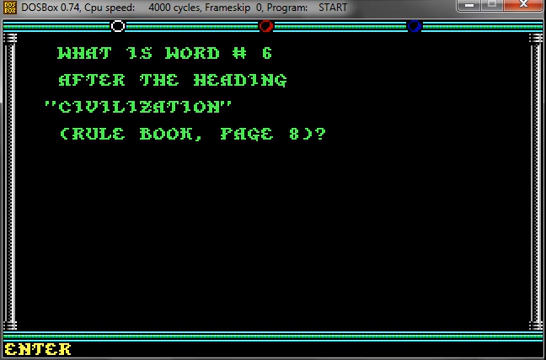 DOSBox 0.74, Cpu speed: 4000 cycles, Frameskip 0, Program: START
WHAT IS WORD # 6
AFTER THE HEADING
"CIVILIZATION"
(RULE BOOK, PAGE 8)?
ENTER